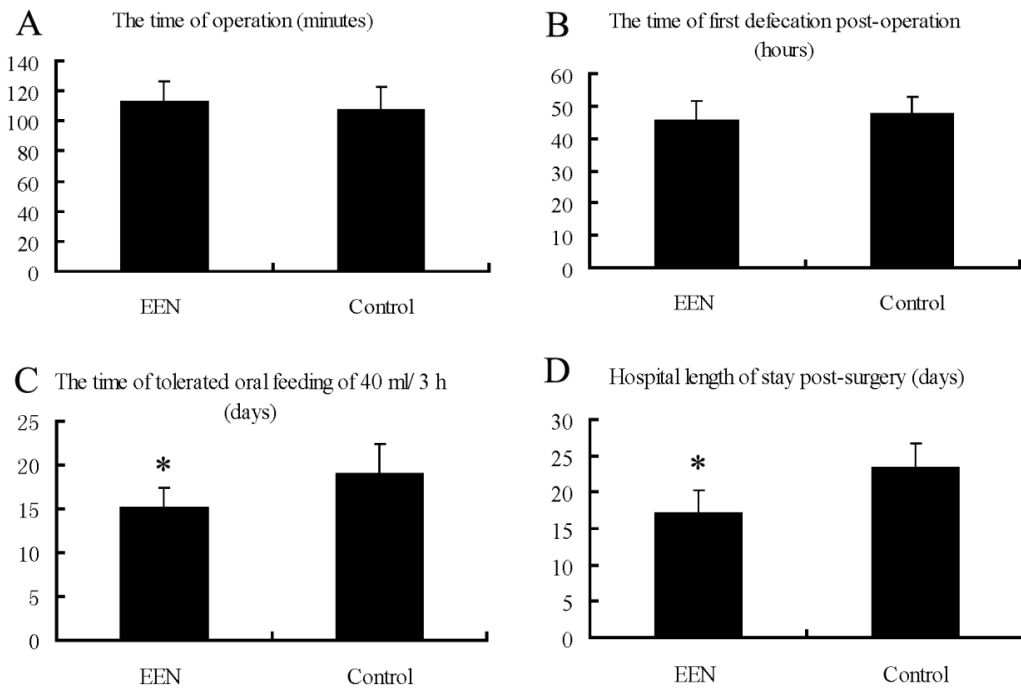 A
The time of operation (minutes)
140
120
100
80
60
40
20
0
EEN
Control
B
The time of first defecation post-operation
(hours)
60
50
40
30
20
10
0
EEN
Control
C
The time of tolerated oral feeding of 40 ml/ 3 h
(days)
25
20
15
10
5
0
*
EEN
Control
D
Hospital length of stay post-surgery (days)
30
25
20
15
10
5
0
*
EEN
Control